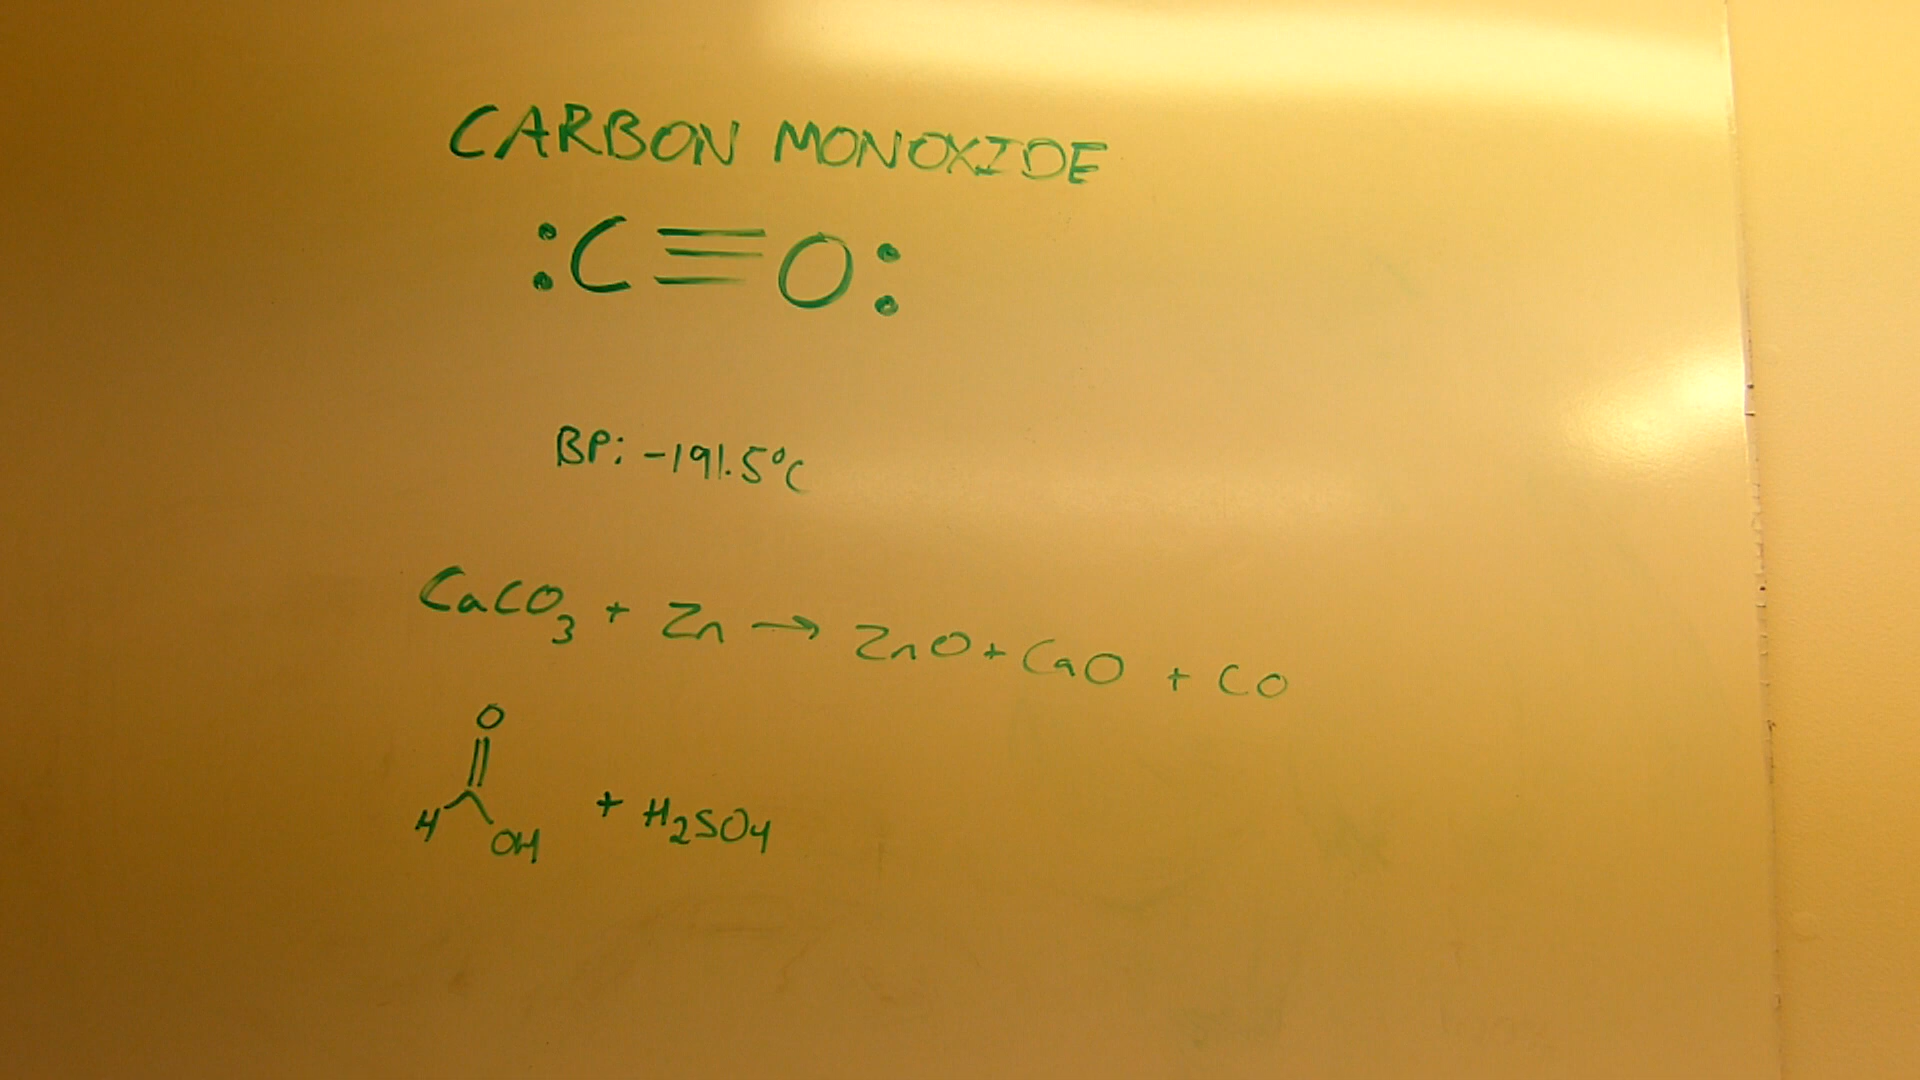 CARBON MONOXIDE
:C≡O:
BP: -191.5°C
CaCO₃ + Zn → ZnO + CaO + CO
O
H OH + H₂SO₄